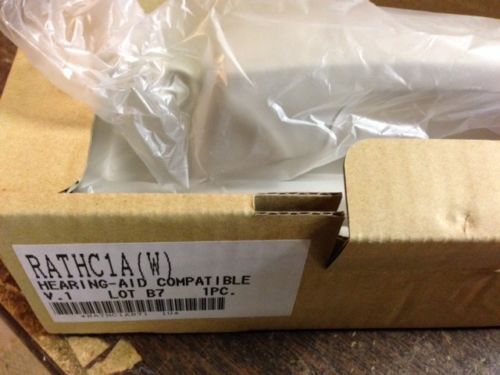 RATHC1A(W)
HEARING-AID COMPATIBLE
V.1 LOT B7 1PC.